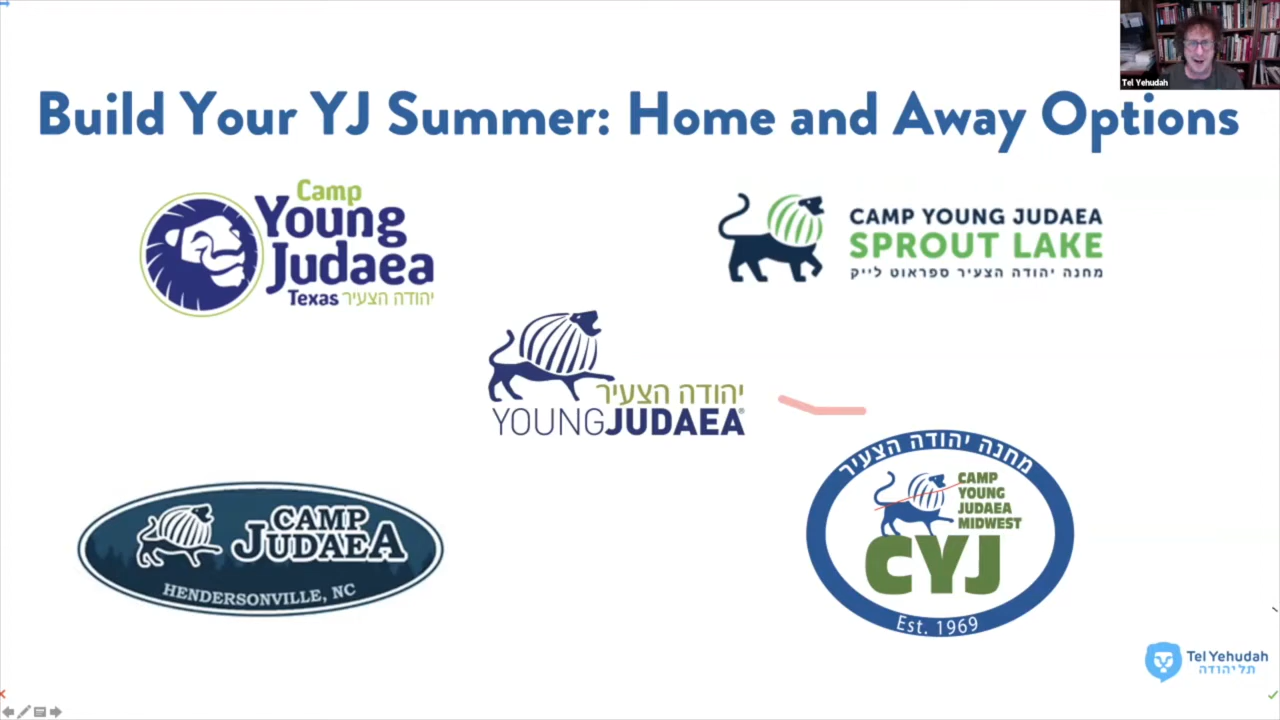 Tel Yehudah
Build Your YJ Summer: Home and Away Options
Camp
Young
Judaea
Texas יהודה הצעיר
CAMP YOUNG JUDAEA
SPROUT LAKE
מחנה יהודה הצעיר ספראוט לייק
יהודה הצעיר
YOUNGJUDAEA®
CAMP
JUDAEA
HENDERSONVILLE, NC
מחנה יהודה הצעיר
CAMP
YOUNG
JUDAEA
MIDWEST
CYJ
Est. 1969
Tel Yehudah
תל יהודה